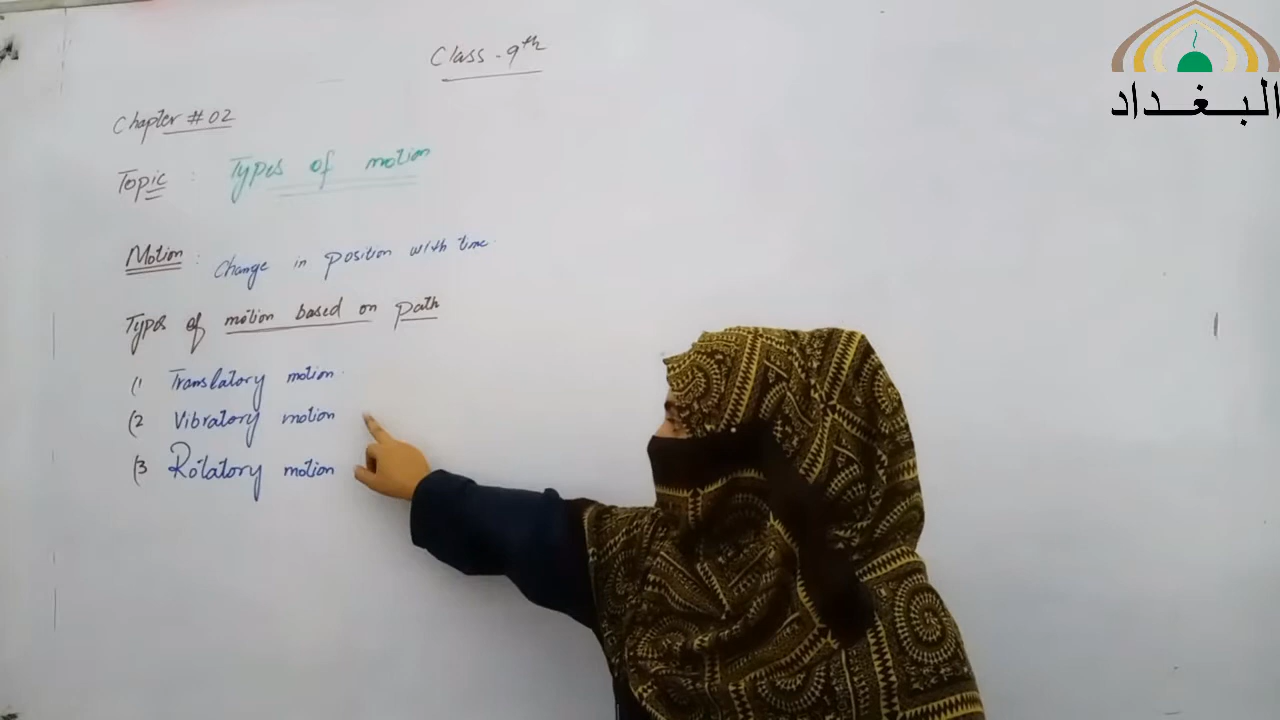 Class - 9th
Chapter # 02
Topic : Types of motion
Motion : Change in position with time.
Types of motion based on path
(1 Translatory motion.
(2 Vibratory motion
(3 Rotatory motion
البغداد